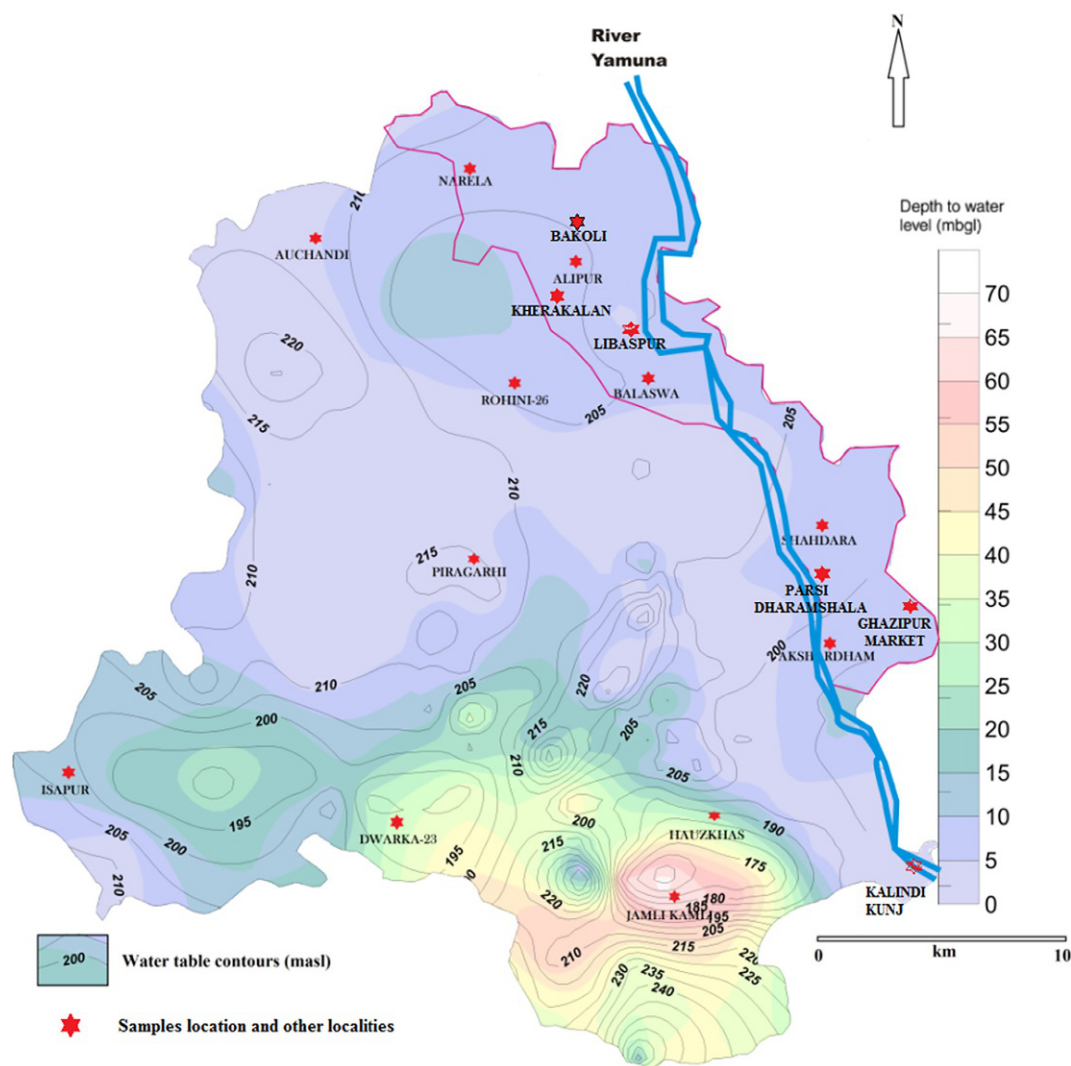 River
Yamuna
N
NARELA
210
BAKOLI
AUCHANDI
ALIPUR
KHERAKALAN
LIBASPUR
220
ROHINI-26
BALASWA
205
205
215
210
SHAHDARA
215
PIRAGARHI
210
PARSI
DHARAMSHALA
GHAZIPUR
MARKET
200
AKSHARDHAM
210
205
205
220
200
215
205
210
ISAPUR
205
195
200
205
200
190
HAUZKHAS
DWARKA-23
195
215
175
210
220
JAMLI KAMLI
180
185
195
205
210
215
220
225
230
235
240
KALINDI
KUNJ
Depth to water
level (mbgl)
70
65
60
55
50
45
40
35
30
25
20
15
10
5
0
km
0
10
200
Water table contours (masl)
Samples location and other localities